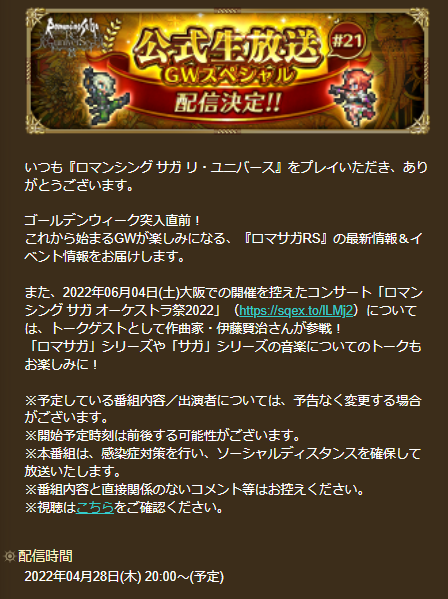 Romancing SaGa
Re;univerSe
公式生放送
#21
GWスペシャル
配信決定!!
いつも『ロマンシング サガ リ・ユニバース』をプレイいただき、あり
がとうございます。
ゴールデンウィーク突入直前！
これから始まるGWが楽しみになる、『ロマサガRS』の最新情報＆イ
ベント情報をお届けします。
また、2022年06月04日(土)大阪での開催を控えたコンサート「ロマン
シング サガ オーケストラ祭2022」（https://sqex.to/lLMj2）について
は、トークゲストとして作曲家・伊藤賢治さんが参戦！
「ロマサガ」シリーズや「サガ」シリーズの音楽についてのトークも
お楽しみに！
※予定している番組内容／出演者については、予告なく変更する場合
がございます。
※開始予定時刻は前後する可能性がございます。
※本番組は、感染症対策を行い、ソーシャルディスタンスを確保して
放送いたします。
※番組内容と直接関係のないコメント等はお控えください。
※視聴はこちらをご確認ください。
配信時間
2022年04月28日(木) 20:00～(予定)